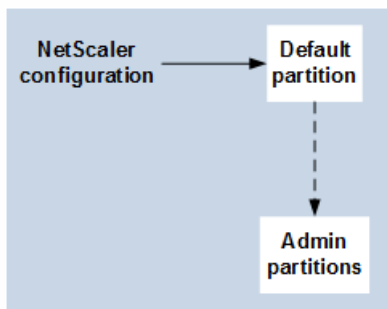 NetScaler
configuration
Default
partition
Admin
partitions